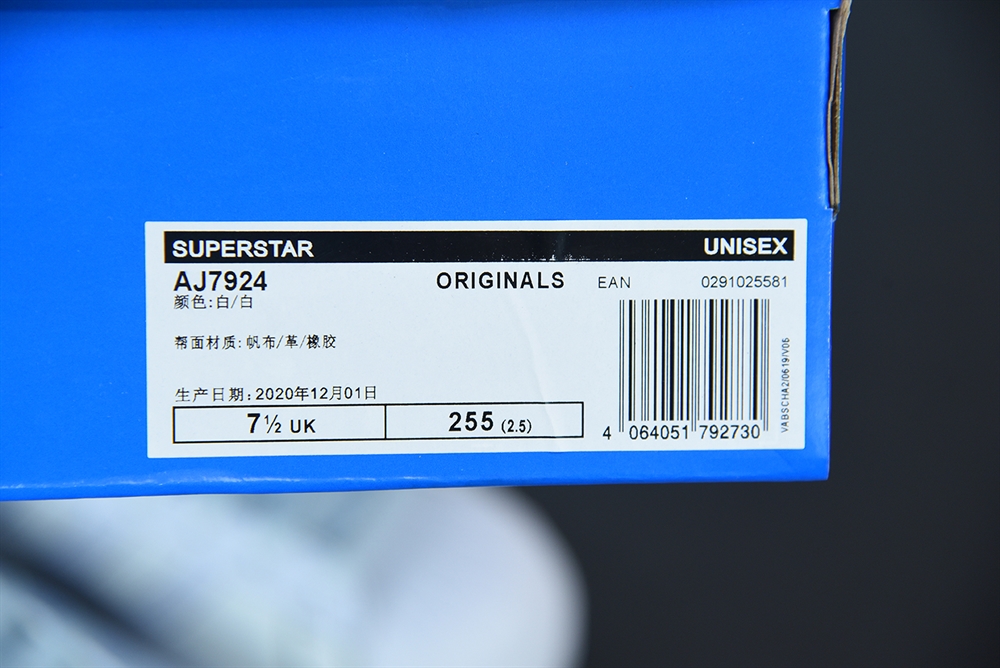 SUPERSTAR UNISEX
AJ7924 ORIGINALS EAN 0291025581
颜色:白/白
帮面材质:帆布/革/橡胶
生产日期:2020年12月01日
7½ UK 255 (2.5)
4 064051 792730
VABSCHA2/0619/V06